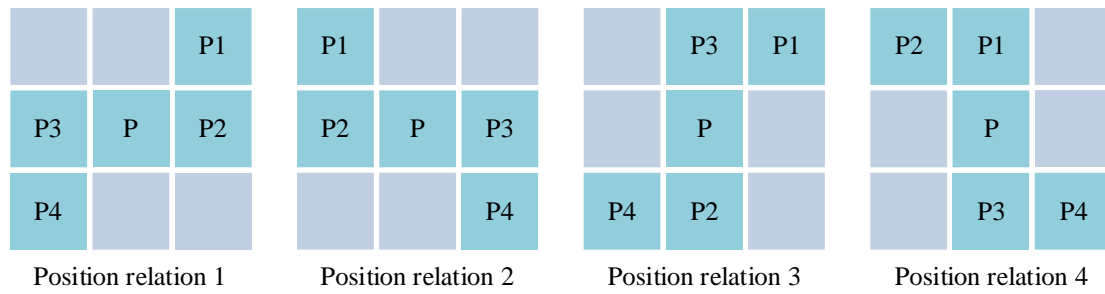 P1 P1 P3 P1 P2 P1
P3 P P2 P2 P P3 P P
P4 P4 P4 P2 P3 P4
Position relation 1 Position relation 2 Position relation 3 Position relation 4